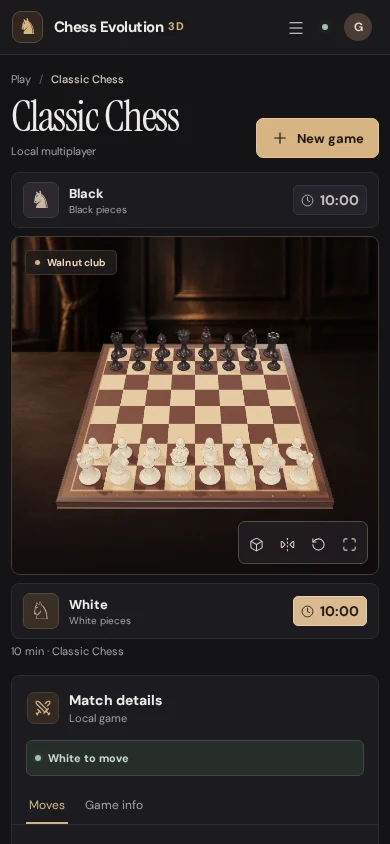 Chess Evolution 3D
G
Play / Classic Chess
Classic Chess
Local multiplayer
New game
Black
Black pieces
10:00
Walnut club
White
White pieces
10:00
10 min · Classic Chess
Match details
Local game
White to move
Moves
Game info